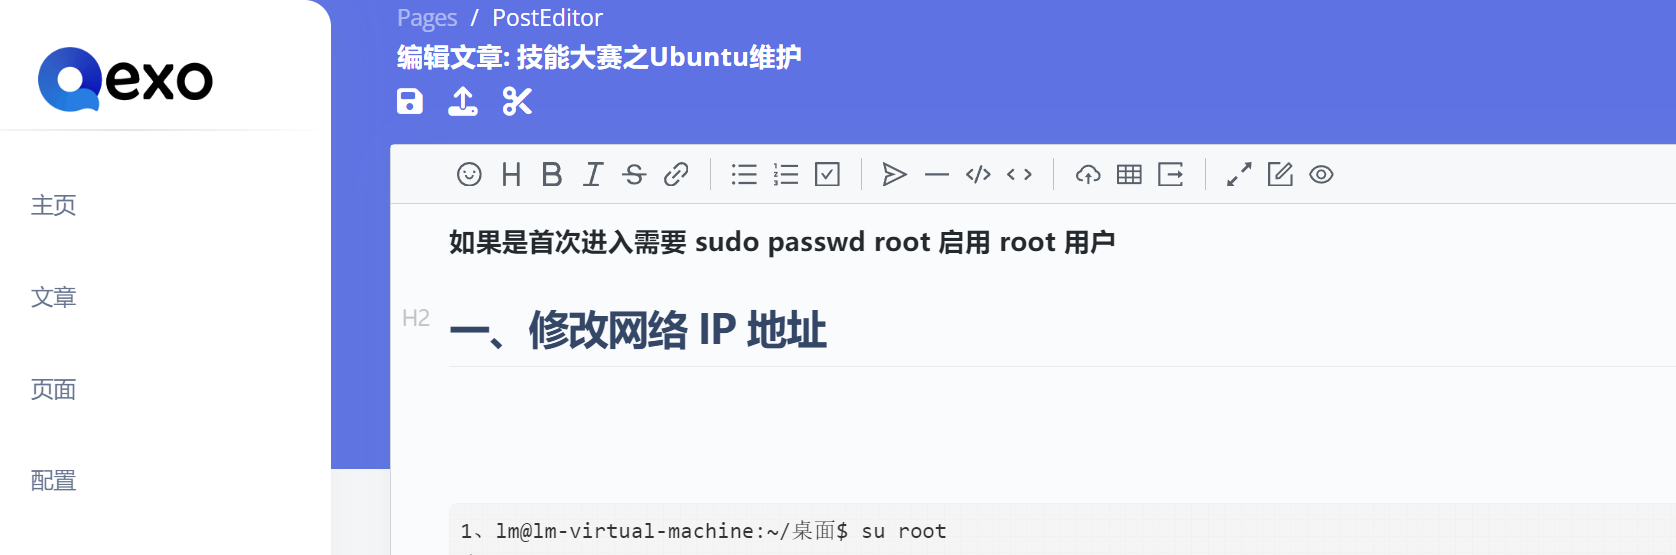 Qexo
主页
文章
页面
配置
Pages / PostEditor
编辑文章: 技能大赛之Ubuntu维护
如果是首次进入需要 sudo passwd root 启用 root 用户
H2
一、修改网络 IP 地址
1、lm@lm-virtual-machine:~/桌面$ su root